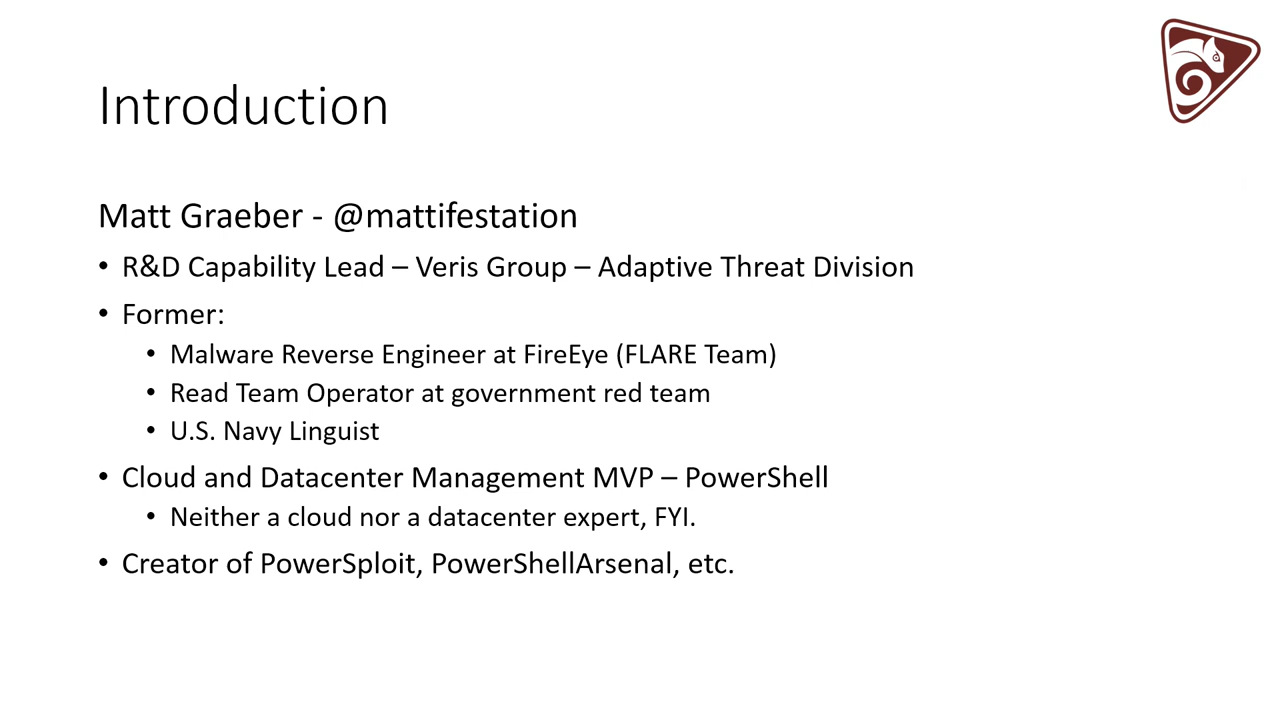 Introduction
Matt Graeber - @mattifestation
• R&D Capability Lead – Veris Group – Adaptive Threat Division
• Former:
• Malware Reverse Engineer at FireEye (FLARE Team)
• Read Team Operator at government red team
• U.S. Navy Linguist
• Cloud and Datacenter Management MVP – PowerShell
• Neither a cloud nor a datacenter expert, FYI.
• Creator of PowerSploit, PowerShellArsenal, etc.